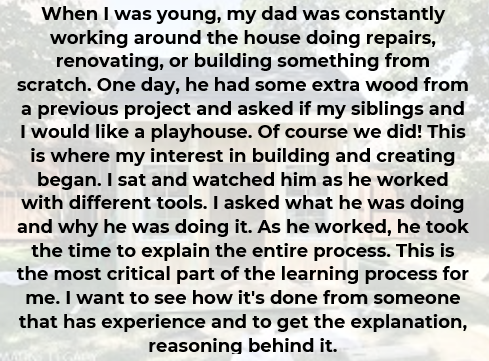 When I was young, my dad was constantly
working around the house doing repairs,
renovating, or building something from
scratch. One day, he had some extra wood from
a previous project and asked if my siblings and
I would like a playhouse. Of course we did! This
is where my interest in building and creating
began. I sat and watched him as he worked
with different tools. I asked what he was doing
and why he was doing it. As he worked, he took
the time to explain the entire process. This is
the most critical part of the learning process for
me. I want to see how it's done from someone
that has experience and to get the explanation,
reasoning behind it.